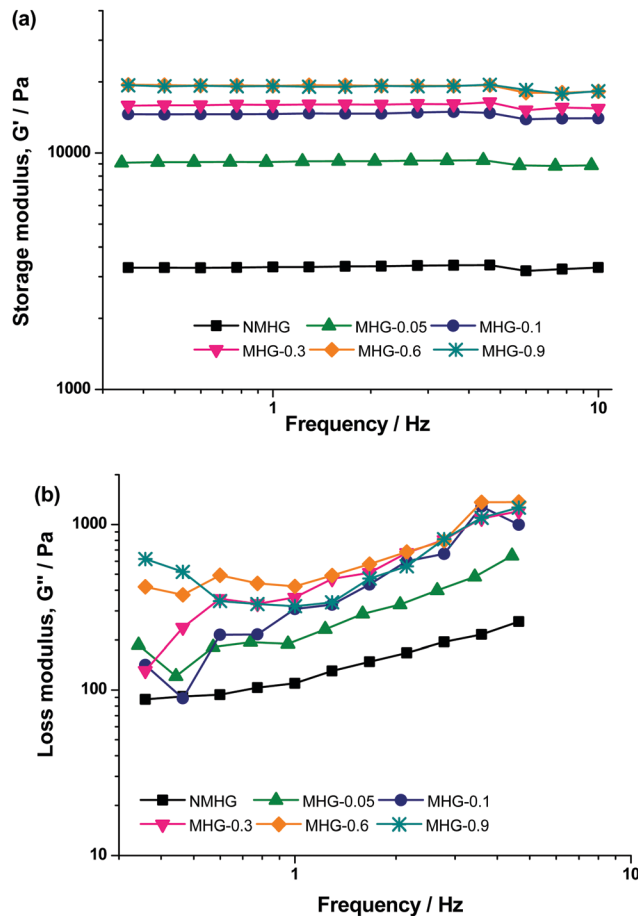 (a)
Storage modulus, G' / Pa
10000
1000
NMHG MHG-0.05 MHG-0.1
MHG-0.3 MHG-0.6 MHG-0.9
1 10
Frequency / Hz
(b)
Loss modulus, G" / Pa
1000
100
10
NMHG MHG-0.05 MHG-0.1
MHG-0.3 MHG-0.6 MHG-0.9
1 10
Frequency / Hz